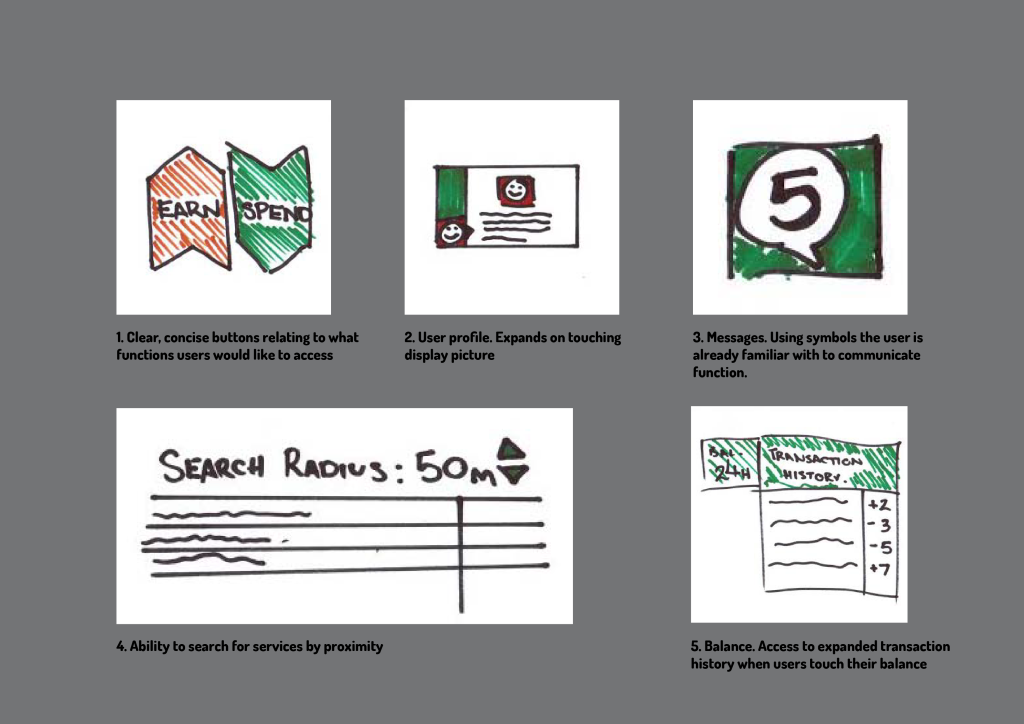 EARN
SPEND
5
1. Clear, concise buttons relating to what
functions users would like to access
2. User profile. Expands on touching
display picture
3. Messages. Using symbols the user is
already familiar with to communicate
function.
SEARCH RADIUS: 50m
4. Ability to search for services by proximity
BAL.
24H
TRANSACTION
HISTORY.
+2
-3
-5
+7
5. Balance. Access to expanded transaction
history when users touch their balance